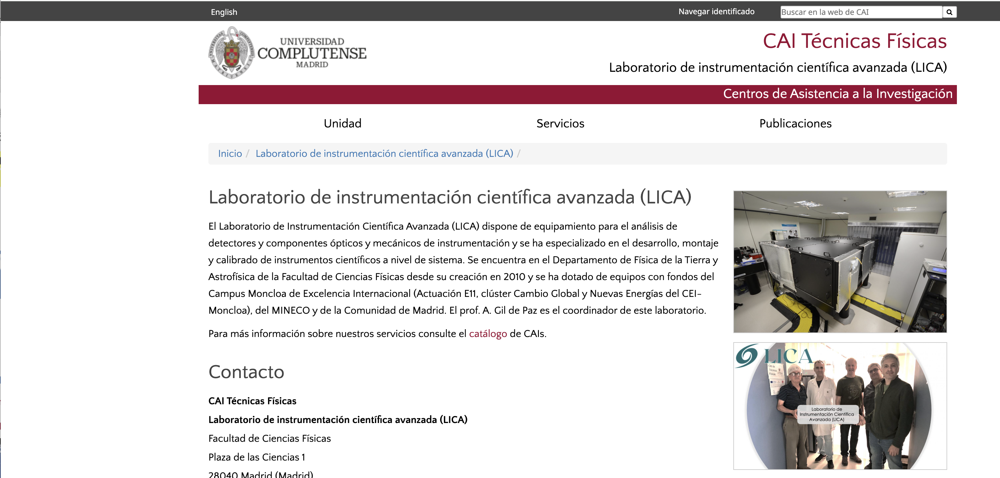 English
Navegar identificado
Buscar en la web de CAI
UNIVERSIDAD
COMPLUTENSE
MADRID
CAI Técnicas Físicas
Laboratorio de instrumentación científica avanzada (LICA)
Centros de Asistencia a la Investigación
Unidad
Servicios
Publicaciones
Inicio / Laboratorio de instrumentación científica avanzada (LICA) /
Laboratorio de instrumentación científica avanzada (LICA)
El Laboratorio de Instrumentación Científica Avanzada (LICA) dispone de equipamiento para el análisis de
detectores y componentes ópticos y mecánicos de instrumentación y se ha especializado en el desarrollo, montaje
y calibrado de instrumentos científicos a nivel de sistema. Se encuentra en el Departamento de Física de la Tierra y
Astrofísica de la Facultad de Ciencias Físicas desde su creación en 2010 y se ha dotado de equipos con fondos del
Campus Moncloa de Excelencia Internacional (Actuación E11, clúster Cambio Global y Nuevas Energías del CEI-
Moncloa), del MINECO y de la Comunidad de Madrid. El prof. A. Gil de Paz es el coordinador de este laboratorio.
Para más información sobre nuestros servicios consulte el catálogo de CAIs.
Contacto
CAI Técnicas Físicas
Laboratorio de instrumentación científica avanzada (LICA)
Facultad de Ciencias Físicas
Plaza de las Ciencias 1
28040 Madrid (Madrid)
LICA
CAI de
Técnicas
Físicas
Laboratorio de
Instrumentación Científica
Avanzada (LICA)